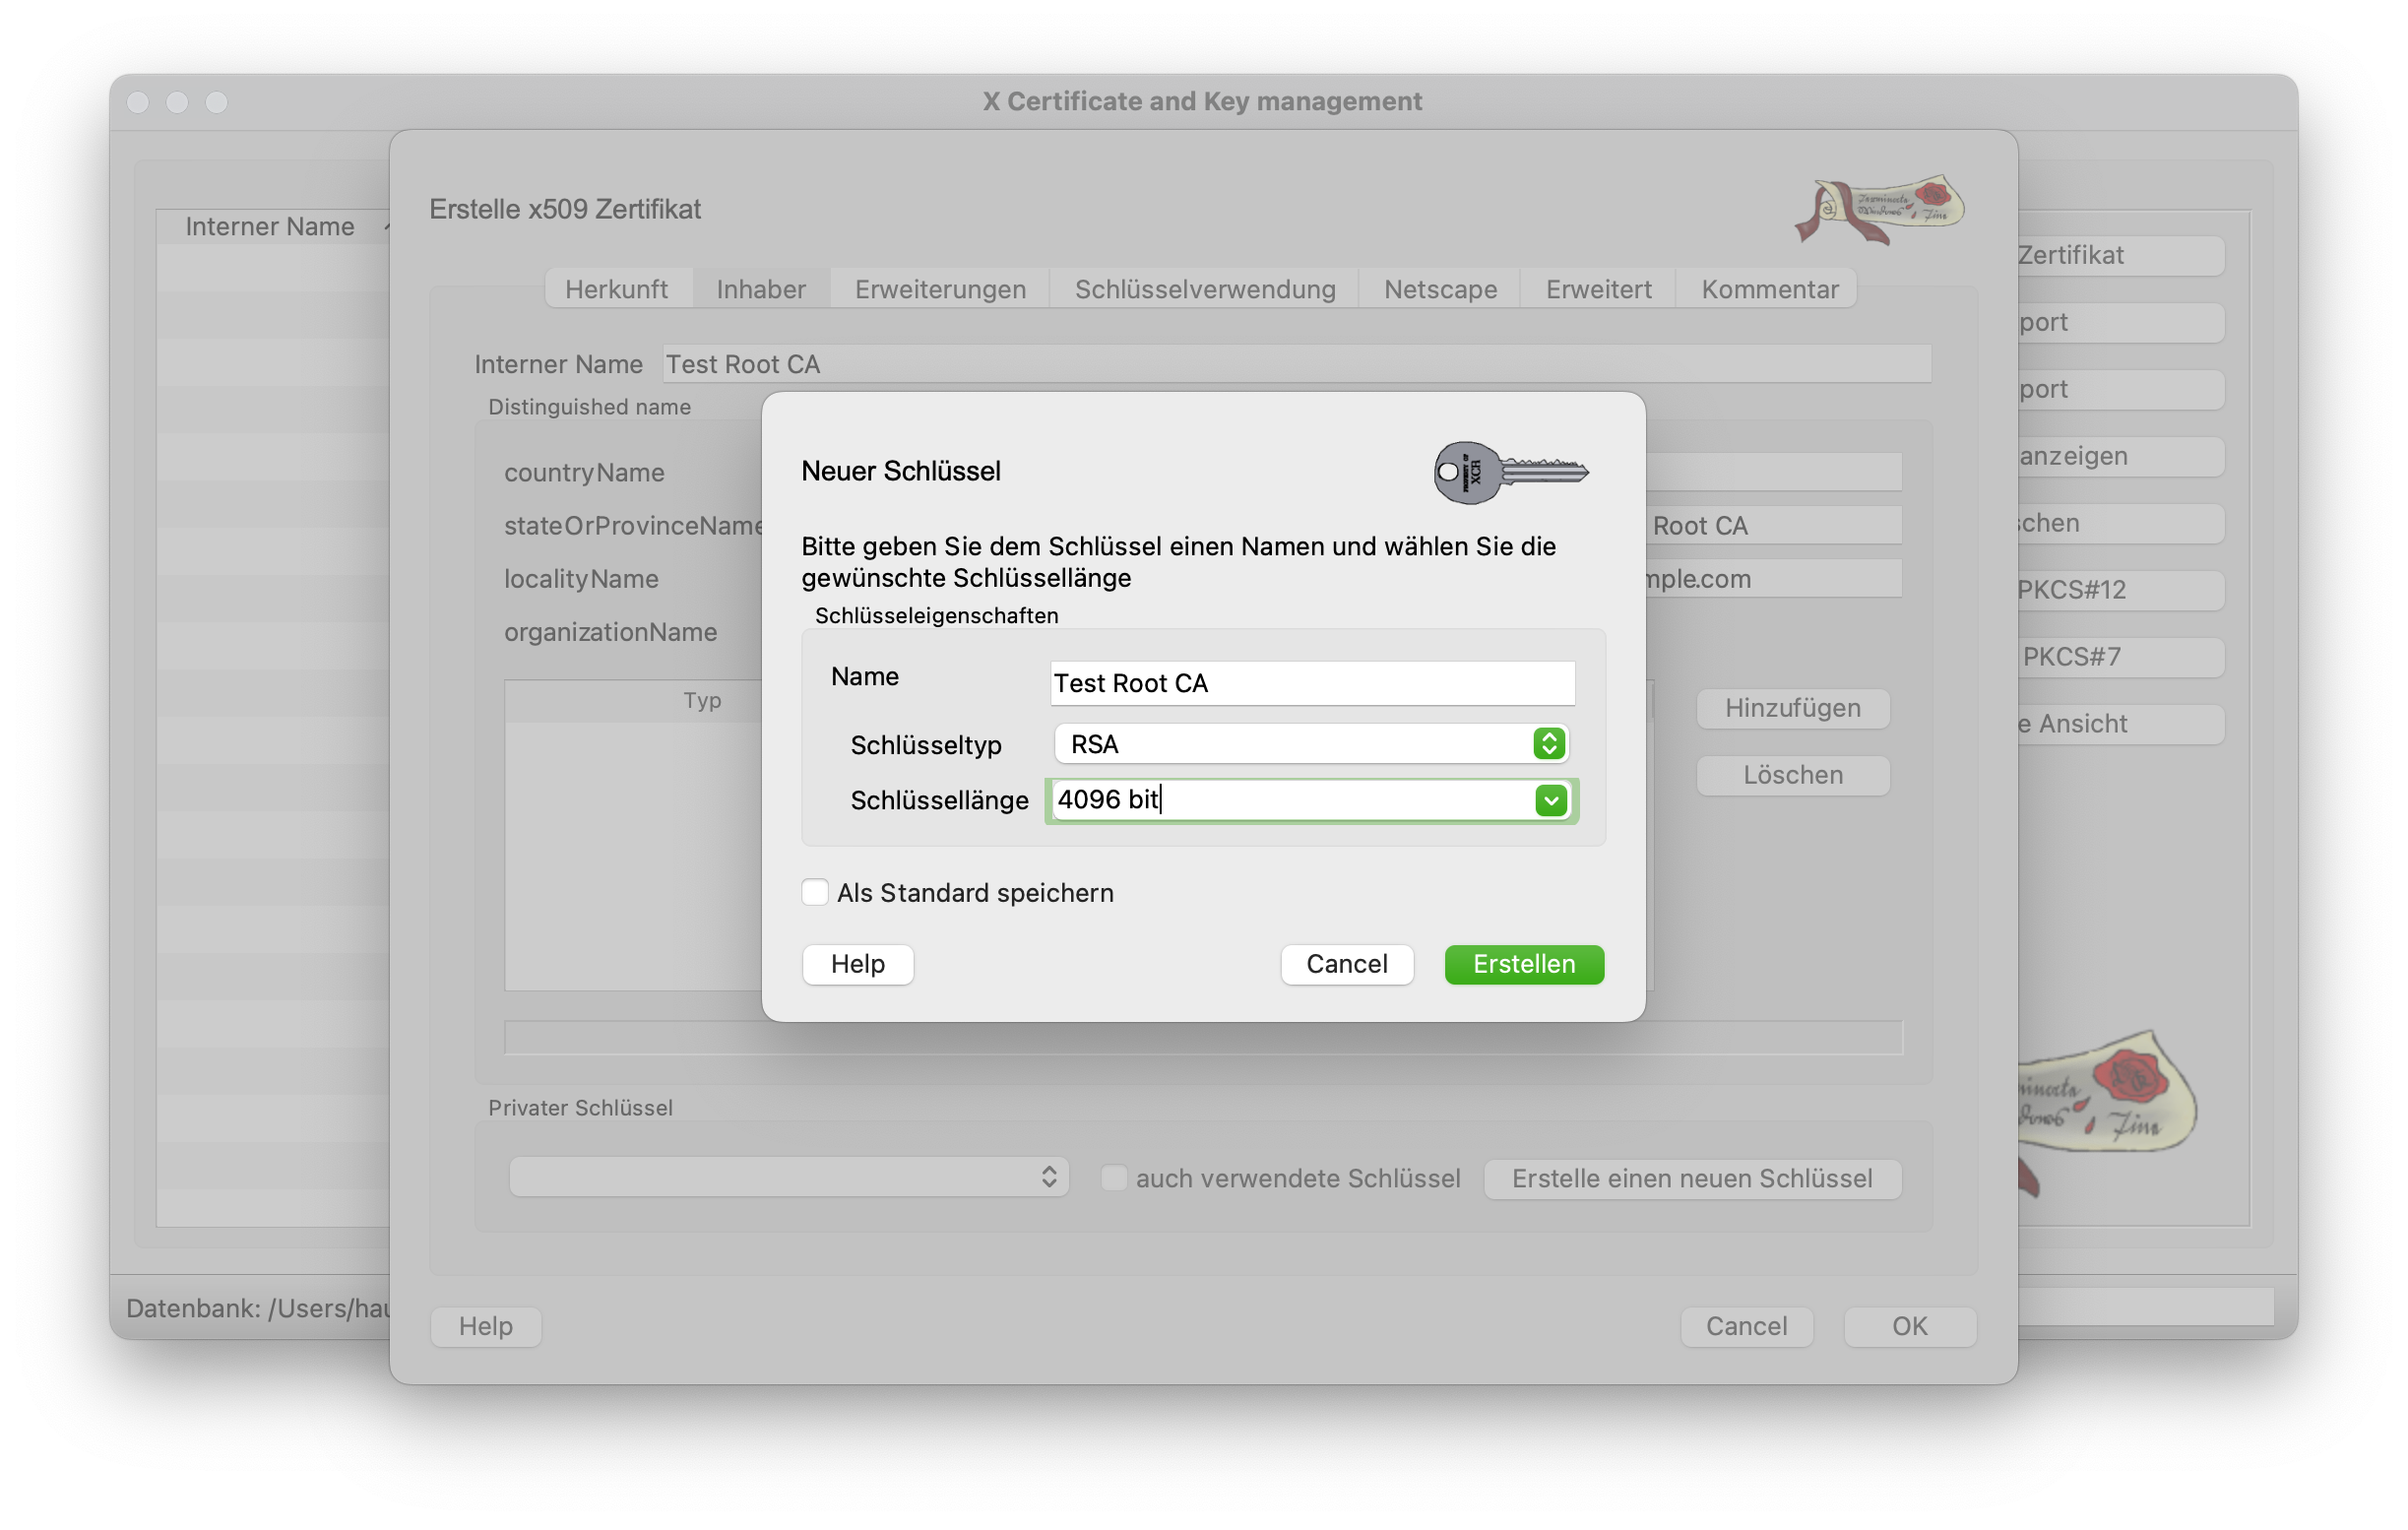 X Certificate and Key management
Erstelle x509 Zertifikat
Interner Name
Zertifikat
Herkunft
Inhaber
Erweiterungen
Schlüsselverwendung
Netscape
Erweitert
Kommentar
port
Interner Name
Test Root CA
port
Distinguished name
anzeigen
countryName
Neuer Schlüssel
PROPERTY OF
XCA
stateOrProvinceName
Root CA
schen
Bitte geben Sie dem Schlüssel einen Namen und wählen Sie die
gewünschte Schlüssellänge
localityName
mple.com
PKCS#12
Schlüsseleigenschaften
organizationName
PKCS#7
Name
Test Root CA
Typ
Hinzufügen
e Ansicht
Schlüsseltyp
RSA
Löschen
Schlüssellänge
4096 bit
Als Standard speichern
Help
Cancel
Erstellen
Privater Schlüssel
auch verwendete Schlüssel
Erstelle einen neuen Schlüssel
Datenbank: /Users/hau
Help
Cancel
OK